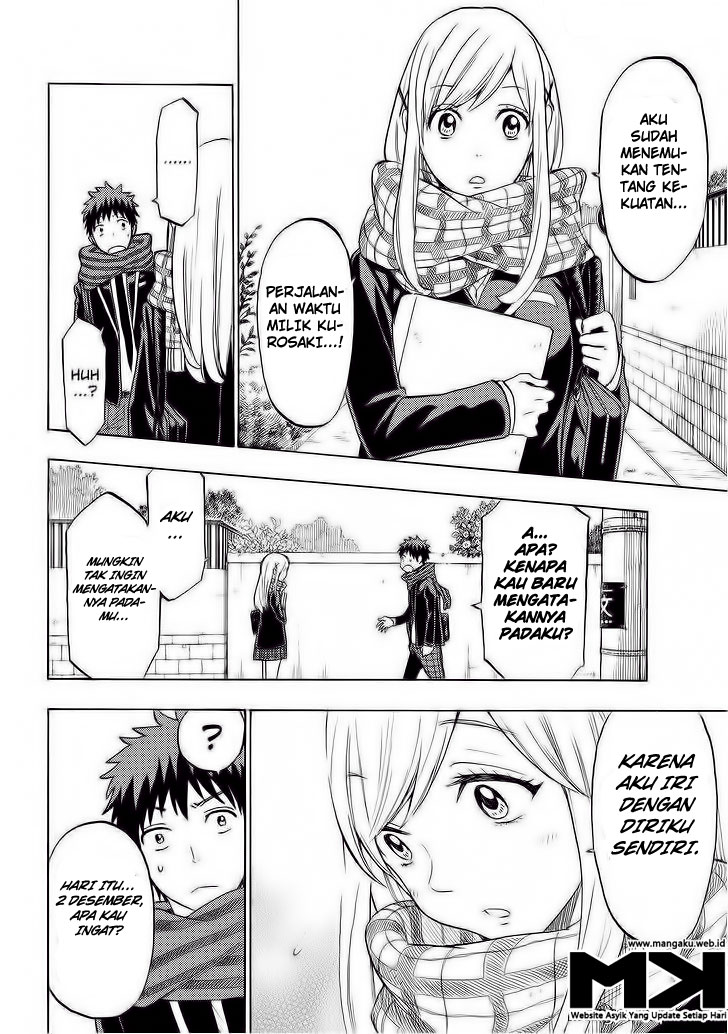 AKU
SUDAH
MENEMU-
KAN TEN-
TANG KE-
KUATAN...
PERJALAN-
AN WAKTU
MILIK KU-
ROSAKI...!
......
HUH
...?
A...
APA?
KENAPA
KAU BARU
MENGATA-
KANNYA
PADAKU?
AKU
...
MUNGKIN
TAK INGIN
MENGATAKAN-
NYA PADA-
MU...
文
KARENA
AKU IRI
DENGAN
DIRIKU
SENDIRI.
?
HARI ITU...
2 DESEMBER,
APA KAU
INGAT?
www.mangaku.web.id
MK
Website Asyik Yang Update Setiap Hari